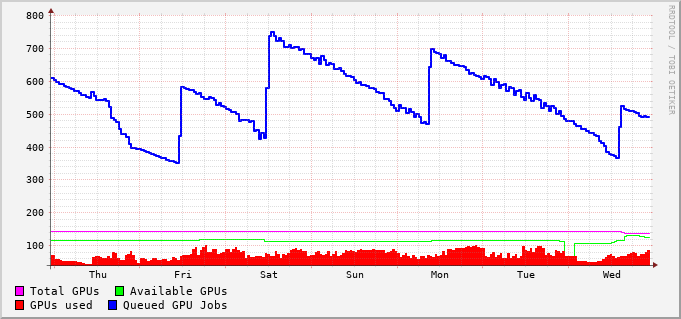 800
700
600
500
400
300
200
100
Thu Fri Sat Sun Mon Tue Wed
Total GPUs Available GPUs
GPUs used Queued GPU Jobs
RRDTOOL / TOBI OETIKER